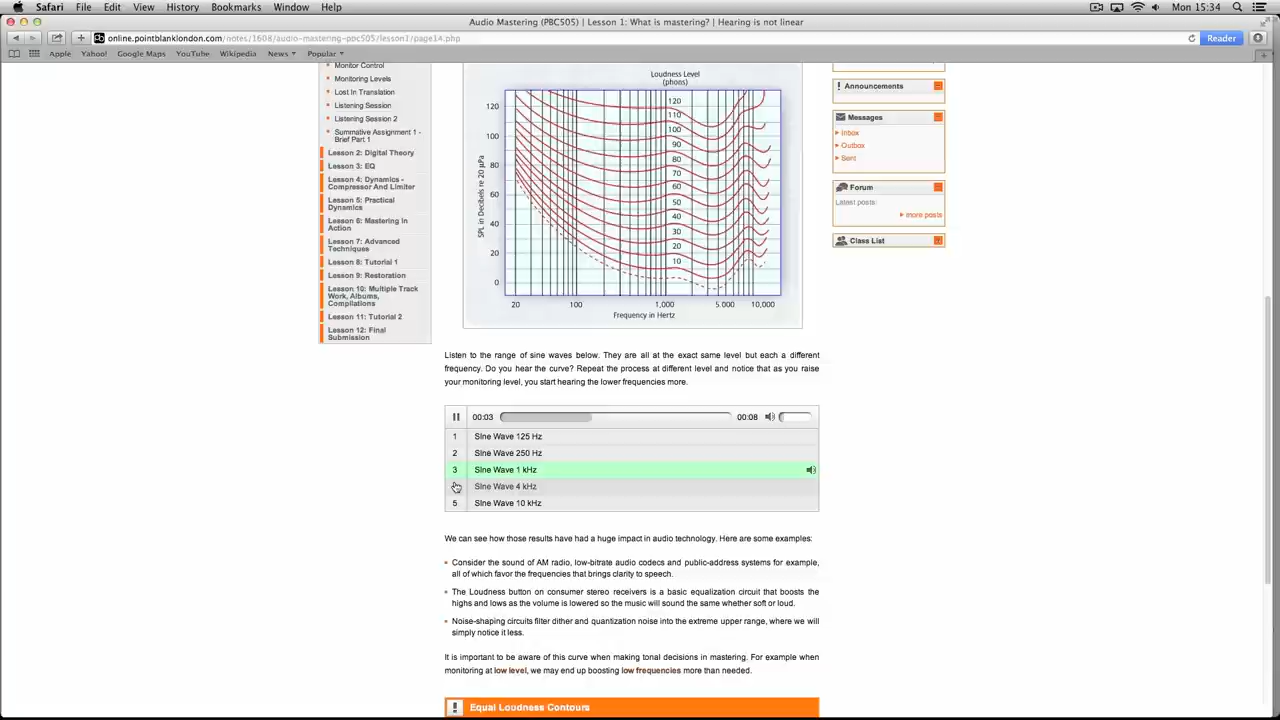 Safari File Edit View History Bookmarks Window Help
Mon 15:34
Audio Mastering (PBC505) | Lesson 1: What is mastering? | Hearing is not linear
online.pointblanklondon.com/notes/1608/audio-mastering-ppc505/lesson1/page14.php
Reader
Apple Yahoo! Google Maps YouTube Wikipedia News Popular
Monitor Control
Monitoring Levels
Lost In Translation
Listening Session
Listening Session 2
Summative Assignment 1 -
Brief Part 1
Lesson 2: Digital Theory
Lesson 3: EQ
Lesson 4: Dynamics -
Compressor And Limiter
Lesson 5: Practical
Dynamics
Lesson 6: Mastering in
Action
Lesson 7: Advanced
Techniques
Lesson 8: Tutorial 1
Lesson 9: Restoration
Lesson 10: Multiple Track
Work, Albums,
Compilations
Lesson 11: Tutorial 2
Lesson 12: Final
Submission
Loudness Level
(phons)
SPL in Decibels re 20 µPa
120
100
80
60
40
20
0
120
110
100
90
80
70
60
50
40
30
20
10
20 100 1,000 5.000 10,000
Frequency in Hertz
Announcements
Messages
Inbox
Outbox
Sent
Forum
Latest posts:
more posts
Class List
Listen to the range of sine waves below. They are all at the exact same level but each a different
frequency. Do you hear the curve? Repeat the process at different level and notice that as you raise
your monitoring level, you start hearing the lower frequencies more.
00:03 00:08
1 SIne Wave 125 Hz
2 SIne Wave 250 Hz
3 SIne Wave 1 kHz
SIne Wave 4 kHz
5 SIne Wave 10 kHz
We can see how those results have had a huge impact in audio technology. Here are some examples:
Consider the sound of AM radio, low-bitrate audio codecs and public-address systems for example,
all of which favor the frequencies that brings clarity to speech.
The Loudness button on consumer stereo receivers is a basic equalization circuit that boosts the
highs and lows as the volume is lowered so the music will sound the same whether soft or loud.
Noise-shaping circuits filter dither and quantization noise into the extreme upper range, where we will
simply notice it less.
It is important to be aware of this curve when making tonal decisions in mastering. For example when
monitoring at low level, we may end up boosting low frequencies more than needed.
! Equal Loudness Contours